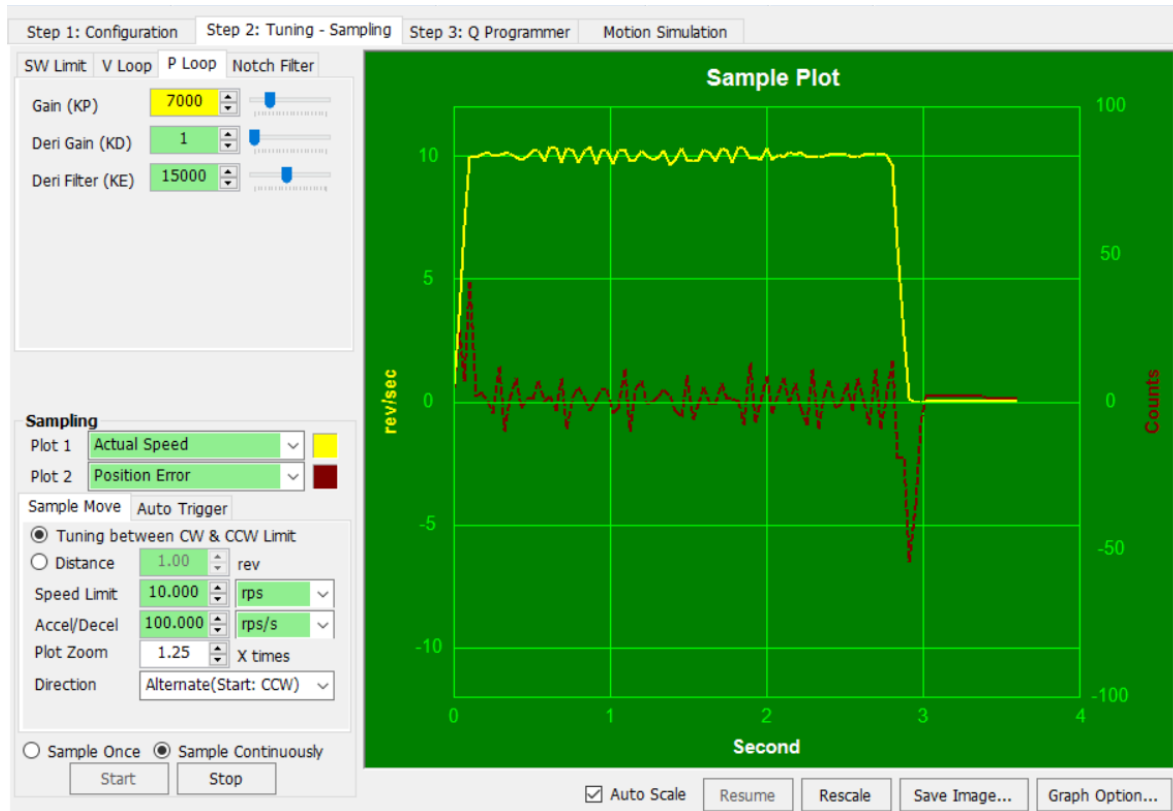 Step 1: Configuration Step 2: Tuning - Sampling Step 3: Q Programmer Motion Simulation
SW Limit V Loop P Loop Notch Filter
Gain (KP) 7000
Deri Gain (KD) 1
Deri Filter (KE) 15000
Sampling
Plot 1 Actual Speed
Plot 2 Position Error
Sample Move Auto Trigger
Tuning between CW & CCW Limit
Distance 1.00 rev
Speed Limit 10.000 rps
Accel/Decel 100.000 rps/s
Plot Zoom 1.25 X times
Direction Alternate(Start: CCW)
Sample Once Sample Continuously
Start Stop
Sample Plot
100
10
50
5
rev/sec
0 0
Counts
-5
-50
-10
-100
0 1 2 3 4
Second
Auto Scale Resume Rescale Save Image... Graph Option...